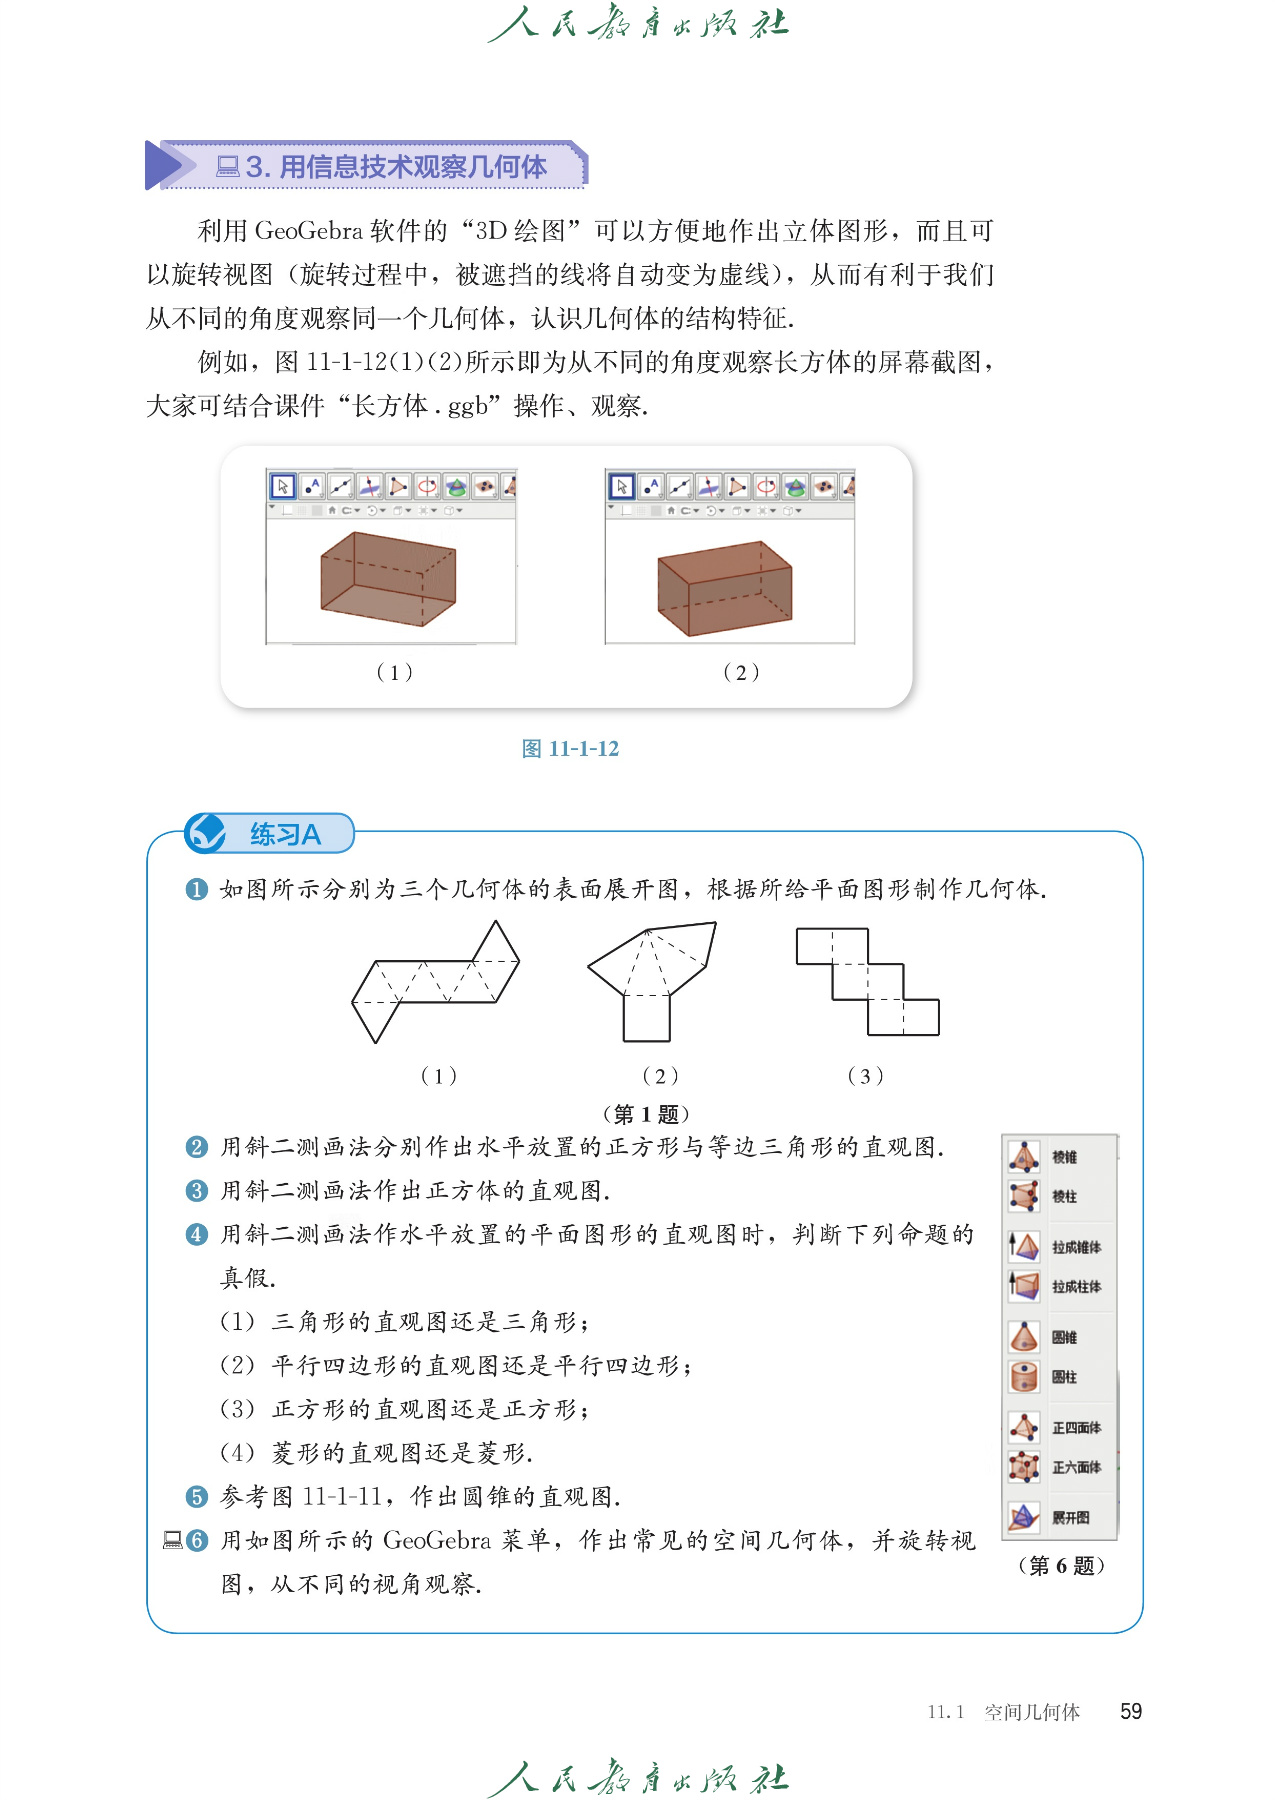 人民教育出版社
3. 用信息技术观察几何体
利用 GeoGebra 软件的“3D 绘图”可以方便地作出立体图形，而且可
以旋转视图（旋转过程中，被遮挡的线将自动变为虚线），从而有利于我们
从不同的角度观察同一个几何体，认识几何体的结构特征.
例如，图 11-1-12(1)(2)所示即为从不同的角度观察长方体的屏幕截图，
大家可结合课件“长方体.ggb”操作、观察.
A
A
（1）
（2）
图 11-1-12
练习A
1 如图所示分别为三个几何体的表面展开图，根据所给平面图形制作几何体.
（1）
（2）
（3）
（第 1 题）
2 用斜二测画法分别作出水平放置的正方形与等边三角形的直观图.
3 用斜二测画法作出正方体的直观图.
4 用斜二测画法作水平放置的平面图形的直观图时，判断下列命题的
真假.
（1）三角形的直观图还是三角形；
（2）平行四边形的直观图还是平行四边形；
（3）正方形的直观图还是正方形；
（4）菱形的直观图还是菱形.
5 参考图 11-1-11，作出圆锥的直观图.
6 用如图所示的 GeoGebra 菜单，作出常见的空间几何体，并旋转视
图，从不同的视角观察.
棱锥
棱柱
拉成锥体
拉成柱体
圆锥
圆柱
正四面体
正六面体
展开图
（第 6 题）
11.1 空间几何体 59
人民教育出版社